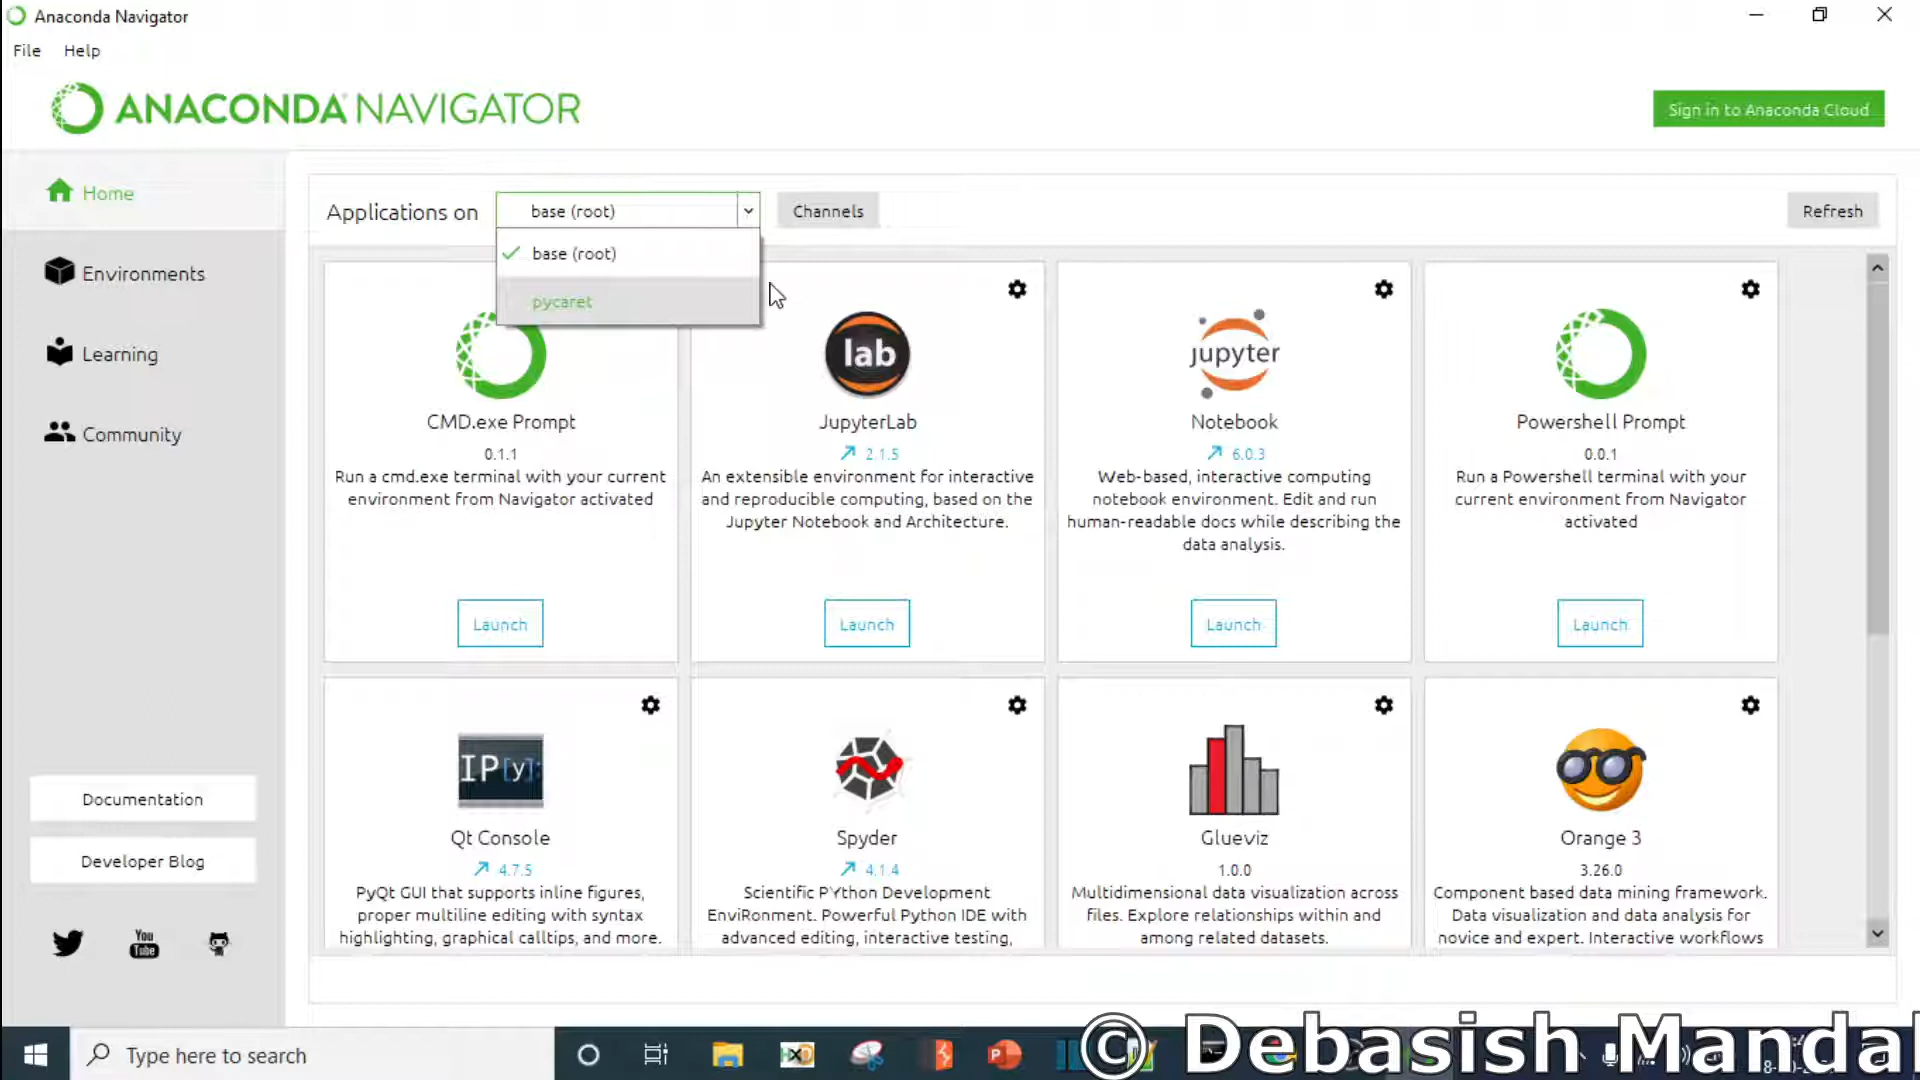 Anaconda Navigator
File Help
ANACONDA NAVIGATOR
Sign in to Anaconda Cloud
Home
Environments
Learning
Community
Documentation
Developer Blog
You
Tube
Applications on
base (root)
Channels
Refresh
base (root)
pycaret
CMD.exe Prompt
0.1.1
Run a cmd.exe terminal with your current
environment from Navigator activated
Launch
lab
JupyterLab
2.1.5
An extensible environment for interactive
and reproducible computing, based on the
Jupyter Notebook and Architecture.
Launch
jupyter
Notebook
6.0.3
Web-based, interactive computing
notebook environment. Edit and run
human-readable docs while describing the
data analysis.
Launch
Powershell Prompt
0.0.1
Run a Powershell terminal with your
current environment from Navigator
activated
Launch
IP[y]:
Qt Console
4.7.5
PyQt GUI that supports inline figures,
proper multiline editing with syntax
highlighting, graphical calltips, and more.
Spyder
4.1.4
Scientific PYthon Development
EnviRonment. Powerful Python IDE with
advanced editing, interactive testing,
Glueviz
1.0.0
Multidimensional data visualization across
files. Explore relationships within and
among related datasets.
Orange 3
3.26.0
Component based data mining framework.
Data visualization and data analysis for
novice and expert. Interactive workflows
Type here to search
© Debasish Mandal